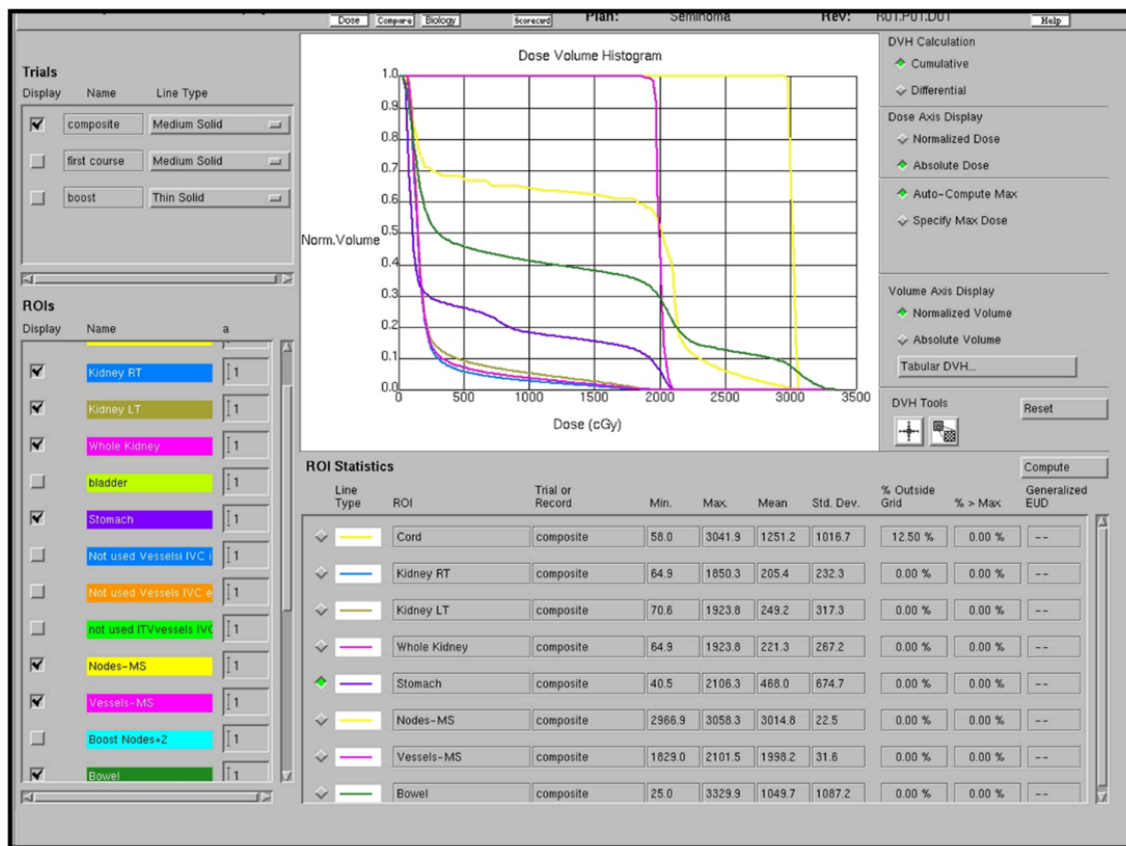 Dose Compare Biology Scorecard Plan: Seminoma Rev: R01.P01.D01 Help
Trials
Display Name Line Type
composite Medium Solid
first course Medium Solid
boost Thin Solid
ROIs
Display Name a
Kidney RT 1
Kidney LT 1
Whole Kidney 1
bladder 1
Stomach 1
Not used Vesselsi IVC i 1
Not used Vessels IVC e 1
not used ITVvessels IVC 1
Nodes-MS 1
Vessels-MS 1
Boost Nodes+2 1
Bowel 1
Dose Volume Histogram
Norm.Volume
1.0
0.9
0.8
0.7
0.6
0.5
0.4
0.3
0.2
0.1
0.0
0 500 1000 1500 2000 2500 3000 3500
Dose (cGy)
DVH Calculation
Cumulative
Differential
Dose Axis Display
Normalized Dose
Absolute Dose
Auto-Compute Max
Specify Max Dose
Volume Axis Display
Normalized Volume
Absolute Volume
Tabular DVH...
DVH Tools Reset
ROI Statistics Compute
Line Type ROI Trial or Record Min. Max. Mean Std. Dev. % Outside Grid % > Max Generalized EUD
Cord composite 58.0 3041.9 1251.2 1016.7 12.50 % 0.00 % --
Kidney RT composite 64.9 1850.3 205.4 232.3 0.00 % 0.00 % --
Kidney LT composite 70.6 1923.8 249.2 317.3 0.00 % 0.00 % --
Whole Kidney composite 64.9 1923.8 221.3 267.2 0.00 % 0.00 % --
Stomach composite 40.5 2106.3 468.0 674.7 0.00 % 0.00 % --
Nodes-MS composite 2966.9 3058.3 3014.8 22.5 0.00 % 0.00 % --
Vessels-MS composite 1829.0 2101.5 1998.2 31.6 0.00 % 0.00 % --
Bowel composite 25.0 3329.9 1049.7 1087.2 0.00 % 0.00 % --